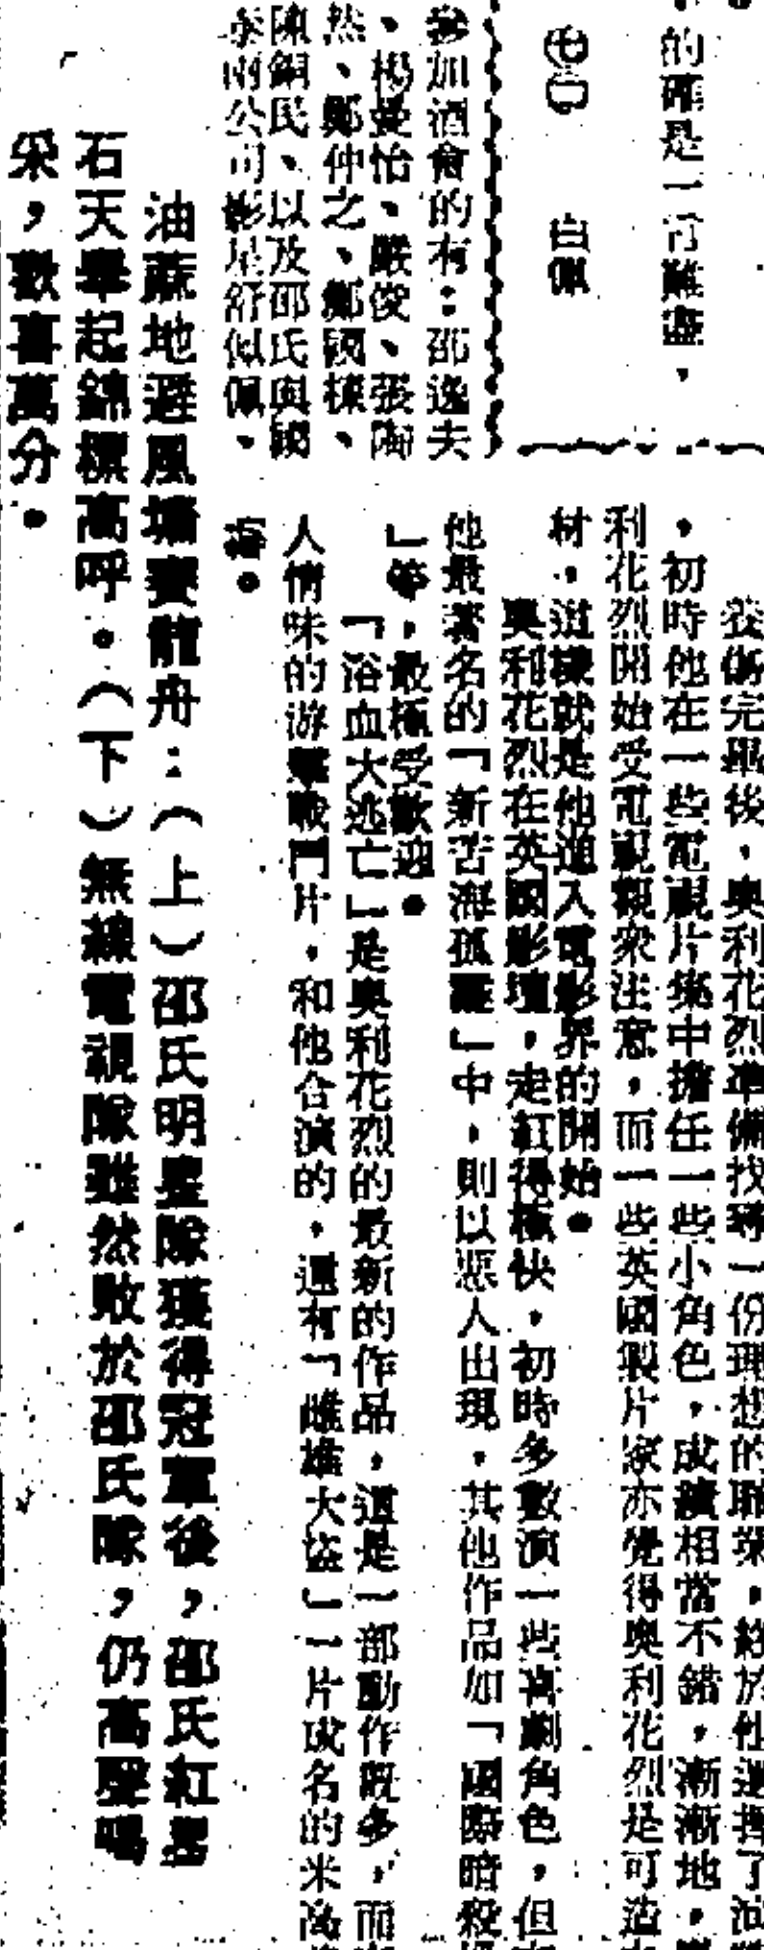 的確是一言難盡，
白佩
參加酒會的有：邵逸夫
、楊曼怡、嚴俊、張陶
然、鄭仲之、鄭國棟、
陳銅民、以及邵氏與國
泰兩公司影星舒佩佩、
後，奧利花烈準備找尋一份理想的職業，終於他選擇了演
，初時他在一些電視片集中擔任一些小角色，成績相當不錯，漸漸地，
利花烈開始受電視觀眾注意，而一些英國製片家亦覺得奧利花烈是可造
材，這樣就是他進入電影界的開始。
奧利花烈在英國影壇，走紅得極快，初時多數演一些喜劇角色，但
他最著名的「新苦海孤雛」中，則以惡人出現，其他作品如「國際暗殺
」等，最極受歡迎。
「浴血大逃亡」是奧利花烈的最新的作品，這是一部動作既多，而
人情味的游擊戰鬥片，和他合演的，還有「雌雄大盜」一片成名的米高
油蔴地避風塘賽龍舟：（上）邵氏明星隊獲得冠軍後，邵氏紅星
石天舉起錦標高呼。（下）無線電視隊雖然敗於邵氏隊，仍高聲喝
采，歡喜萬分。